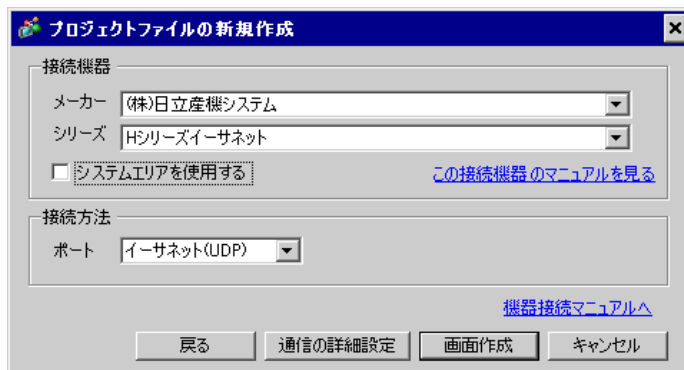 プロジェクトファイルの新規作成
接続機器
メーカー (株)日立産機システム
シリーズ Hシリーズイーサネット
システムエリアを使用する この接続機器のマニュアルを見る
接続方法
ポート イーサネット(UDP)
機器接続マニュアルへ
戻る 通信の詳細設定 画面作成 キャンセル